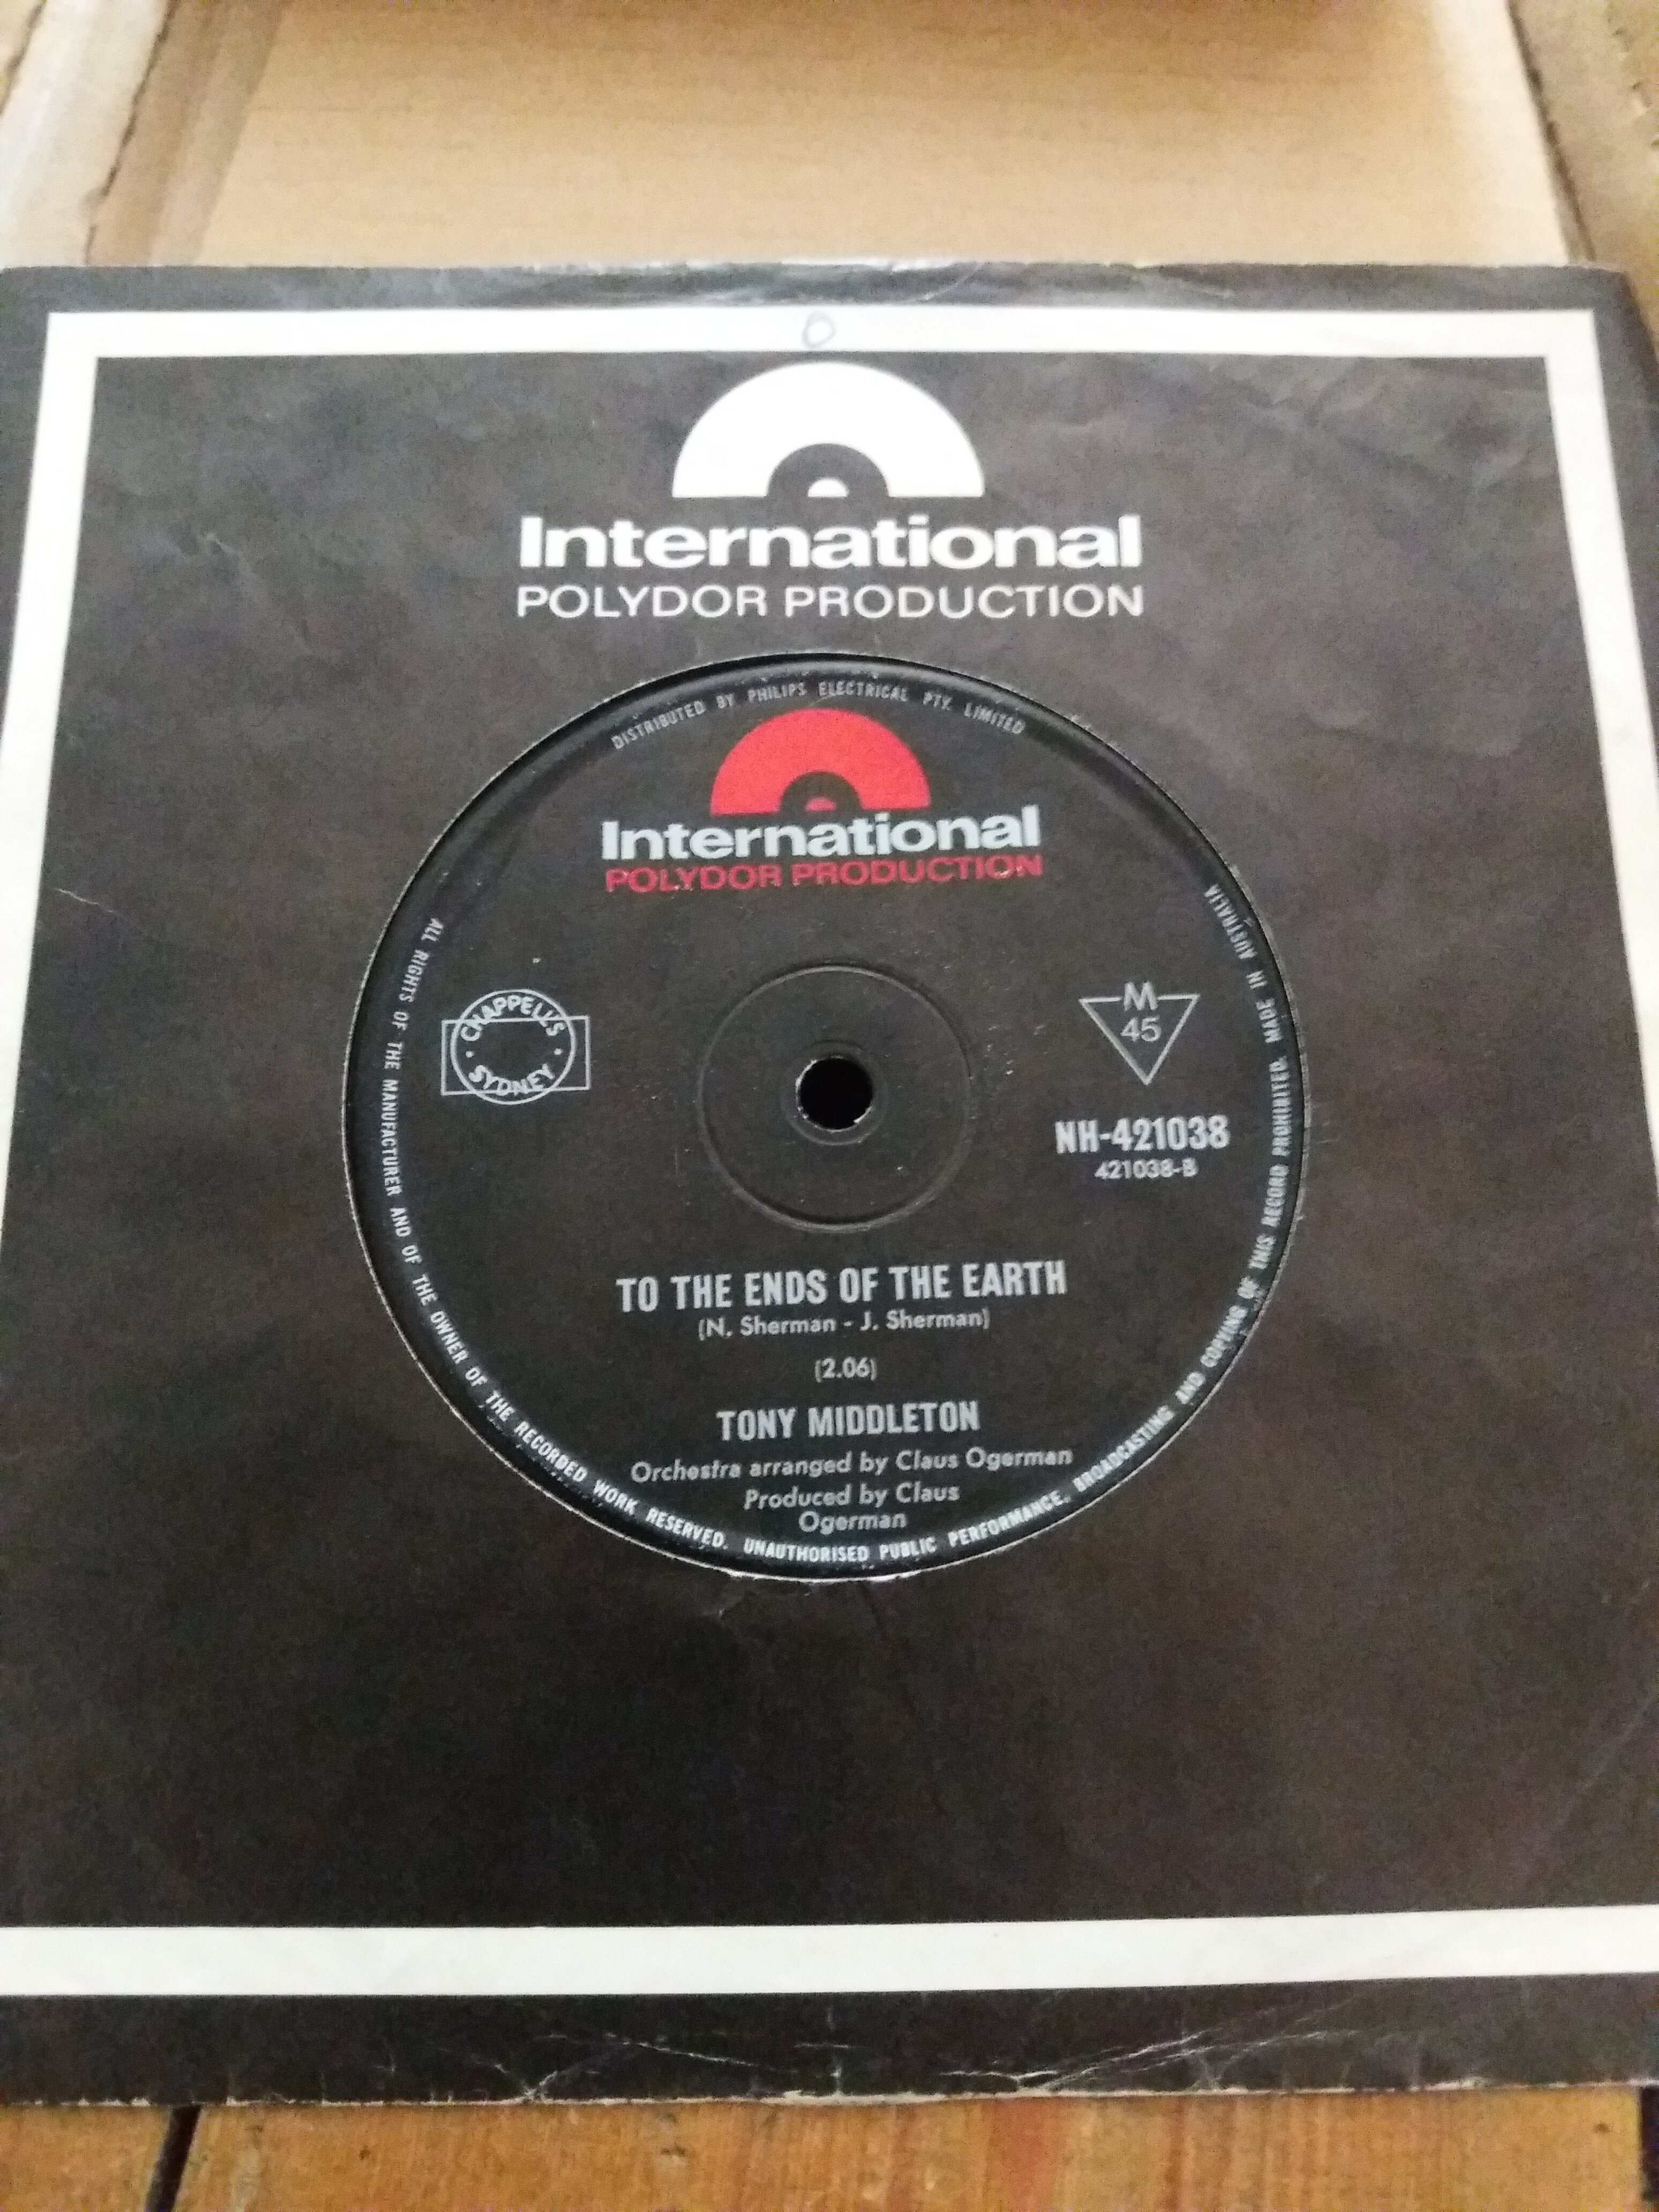 O
International
POLYDOR PRODUCTION
DISTRIBUTED BY PHILIPS ELECTRICAL PTY. LIMITED
International
POLYDOR PRODUCTION
CHAPPELL'S
SYDNEY
M
45
NH-421038
421038-B
TO THE ENDS OF THE EARTH
(N. Sherman - J. Sherman)
(2.06)
TONY MIDDLETON
Orchestra arranged by Claus Ogerman
Produced by Claus
Ogerman
ALL RIGHTS OF THE MANUFACTURER AND OF THE OWNER OF THE RECORDED WORK RESERVED. UNAUTHORISED PUBLIC PERFORMANCE. BROADCASTING AND COPYING OF THIS RECORD PROHIBITED. MADE IN AUSTRALIA